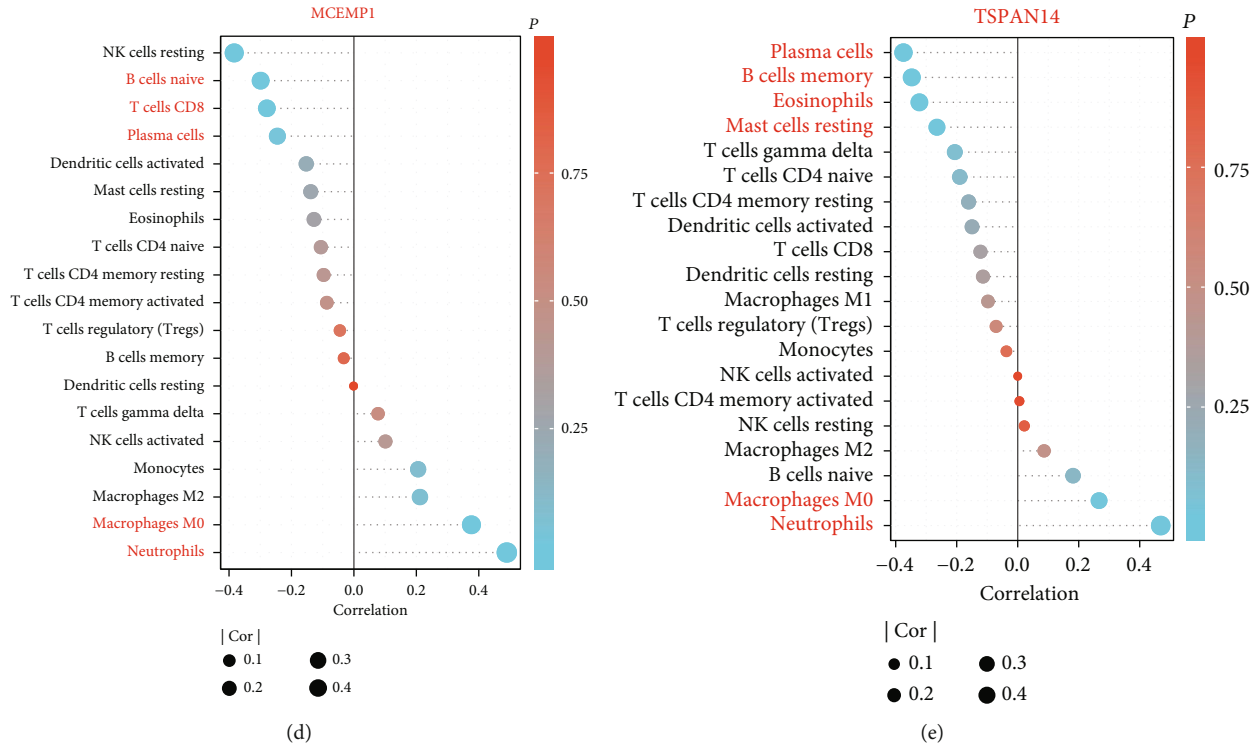 MCEMP1
P
NK cells resting
B cells naive
T cells CD8
Plasma cells
Dendritic cells activated
Mast cells resting
Eosinophils
T cells CD4 naive
T cells CD4 memory resting
T cells CD4 memory activated
T cells regulatory (Tregs)
B cells memory
Dendritic cells resting
T cells gamma delta
NK cells activated
Monocytes
Macrophages M2
Macrophages M0
Neutrophils
0.75
0.50
0.25
−0.4 −0.2 0.0 0.2 0.4
Correlation
| Cor |
0.1 0.3
0.2 0.4
(d)
TSPAN14
P
Plasma cells
B cells memory
Eosinophils
Mast cells resting
T cells gamma delta
T cells CD4 naive
T cells CD4 memory resting
Dendritic cells activated
T cells CD8
Dendritic cells resting
Macrophages M1
T cells regulatory (Tregs)
Monocytes
NK cells activated
T cells CD4 memory activated
NK cells resting
Macrophages M2
B cells naive
Macrophages M0
Neutrophils
0.75
0.50
0.25
−0.4 −0.2 0.0 0.2 0.4
Correlation
| Cor |
0.1 0.3
0.2 0.4
(e)